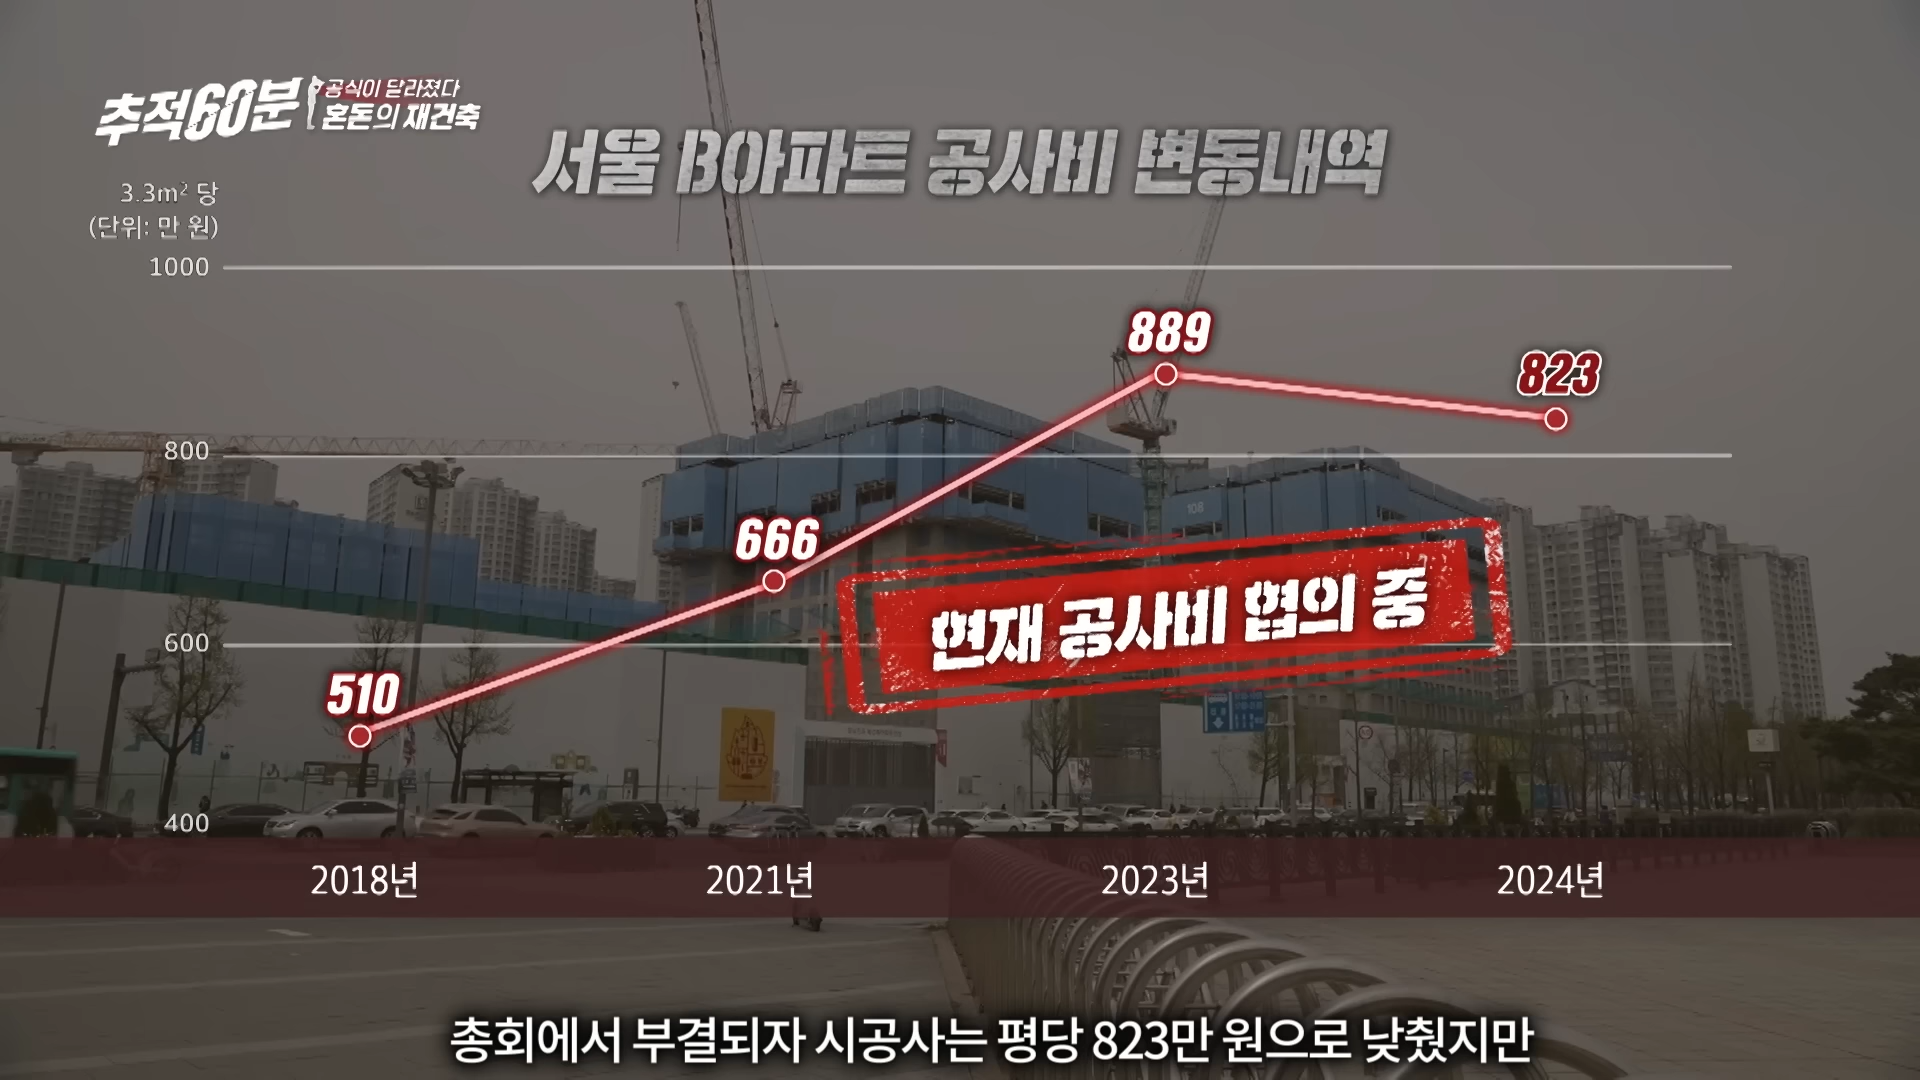 추적60분
공식이 달라졌다
혼돈의 재건축
서울 B아파트 공사비 변동내역
3.3m² 당
(단위: 만 원)
1000
800
600
400
510
666
889
823
현재 공사비 협의 중
108
2018년
2021년
2023년
2024년
총회에서 부결되자 시공사는 평당 823만 원으로 낮췄지만